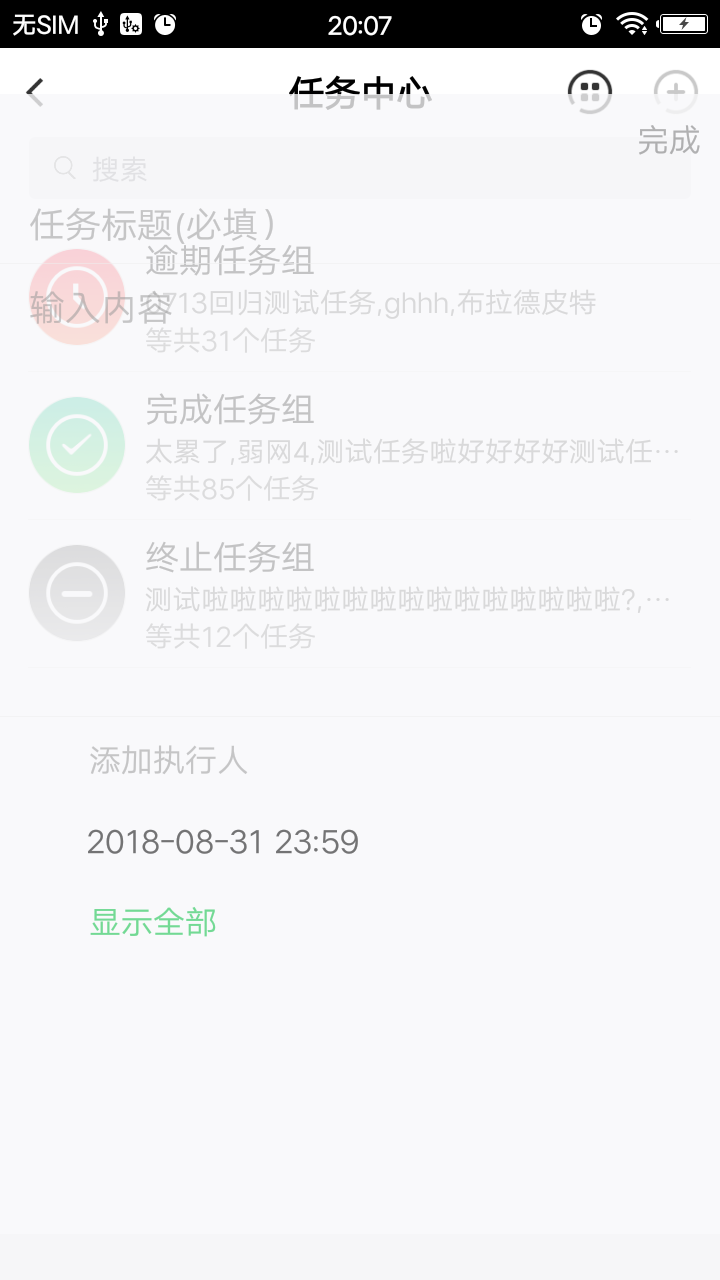 无SIM 20:07
任务中心
完成
搜索
任务标题(必填)
逾期任务组
输入内容
713回归测试任务,ghhh,布拉德皮特
等共31个任务
完成任务组
太累了,弱网4,测试任务啦好好好好测试任…
等共85个任务
终止任务组
测试啦啦啦啦啦啦啦啦啦啦啦啦啦啦啦?,…
等共12个任务
添加执行人
2018-08-31 23:59
显示全部